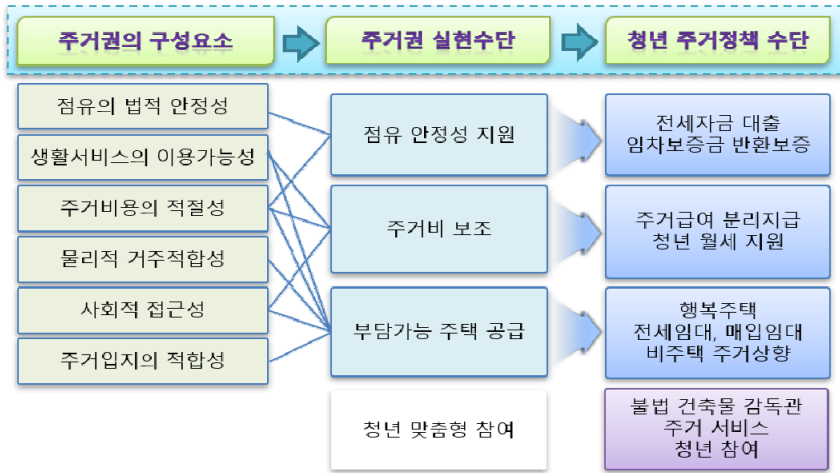 주거권의 구성요소
주거권 실현수단
청년 주거정책 수단
점유의 법적 안정성
생활서비스의 이용가능성
주거비용의 적절성
물리적 거주적합성
사회적 접근성
주거입지의 적합성
점유 안정성 지원
주거비 보조
부담가능 주택 공급
청년 맞춤형 참여
전세자금 대출
임차보증금 반환보증
주거급여 분리지급
청년 월세 지원
행복주택
전세임대, 매입임대
비주택 주거상향
불법 건축물 감독관
주거 서비스
청년 참여